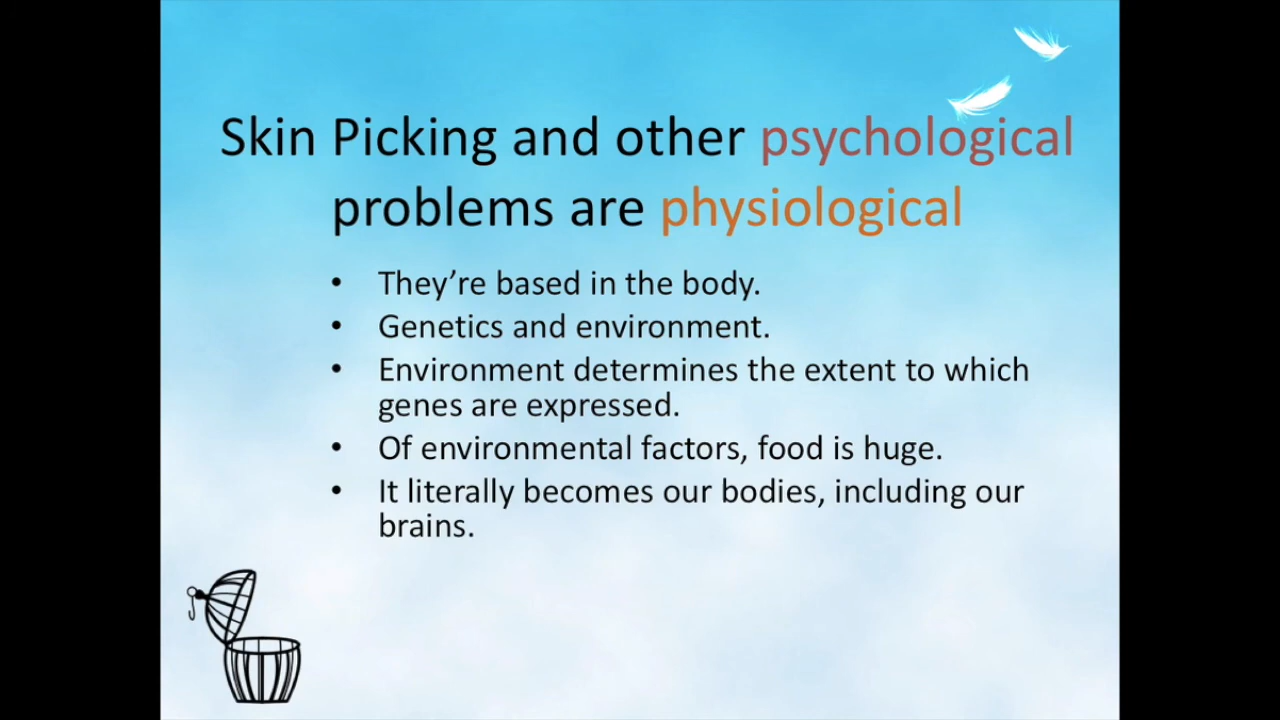 Skin Picking and other psychological
problems are physiological
• They’re based in the body.
• Genetics and environment.
• Environment determines the extent to which
genes are expressed.
• Of environmental factors, food is huge.
• It literally becomes our bodies, including our
brains.